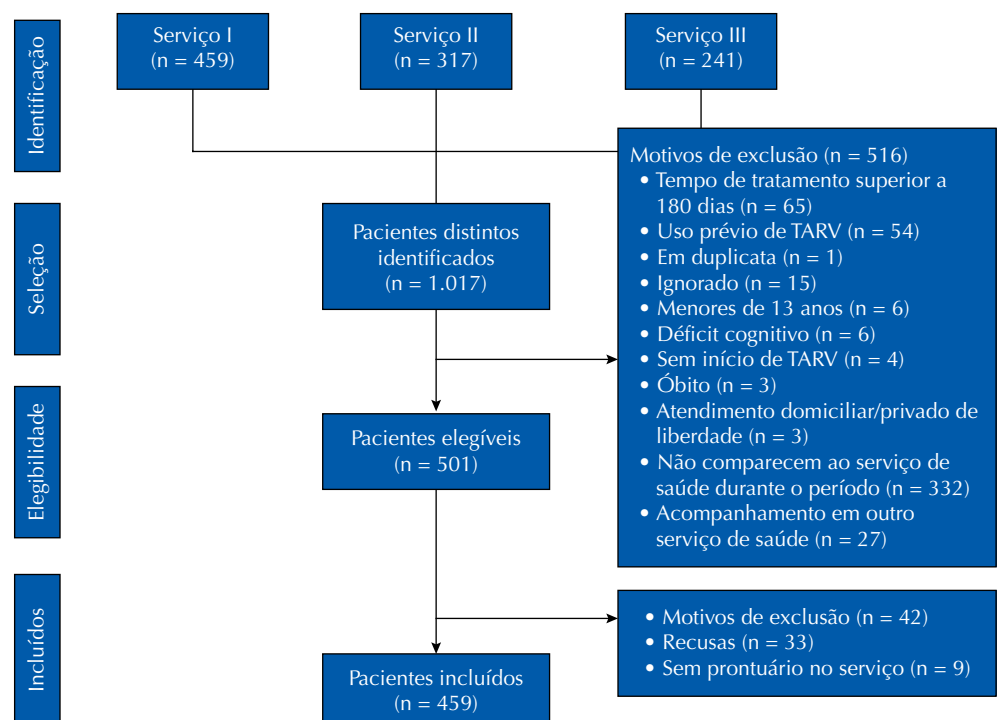 Identificação
Serviço I
(n = 459)
Serviço II
(n = 317)
Serviço III
(n = 241)
Seleção
Pacientes distintos
identificados
(n = 1.017)
Motivos de exclusão (n = 516)
• Tempo de tratamento superior a
180 dias (n = 65)
• Uso prévio de TARV (n = 54)
• Em duplicata (n = 1)
• Ignorado (n = 15)
• Menores de 13 anos (n = 6)
• Déficit cognitivo (n = 6)
• Sem início de TARV (n = 4)
• Óbito (n = 3)
• Atendimento domiciliar/privado de
liberdade (n = 3)
• Não comparecem ao serviço de
saúde durante o período (n = 332)
• Acompanhamento em outro
serviço de saúde (n = 27)
Elegibilidade
Pacientes elegíveis
(n = 501)
Incluídos
• Motivos de exclusão (n = 42)
• Recusas (n = 33)
• Sem prontuário no serviço (n = 9)
Pacientes incluídos
(n = 459)